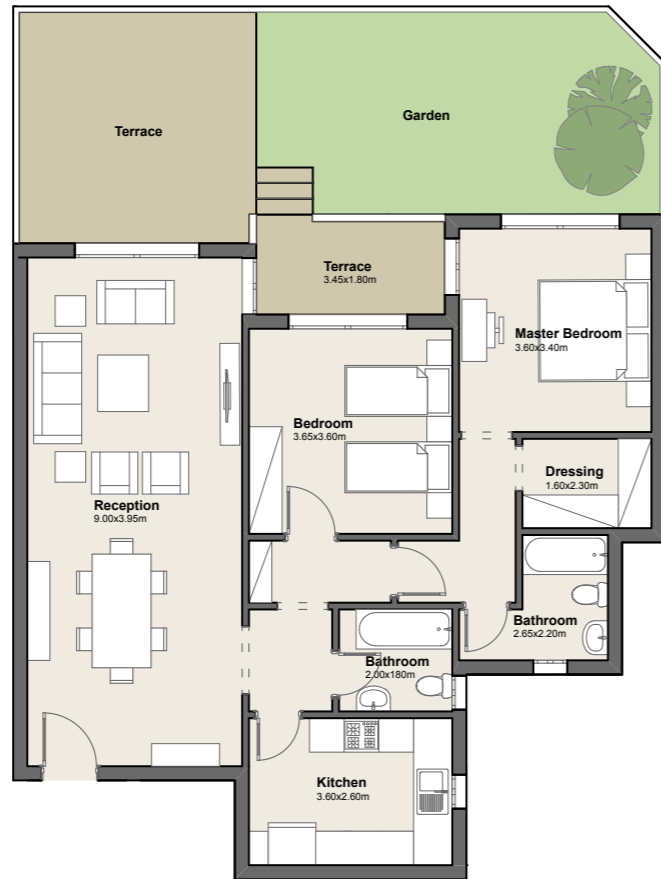 Terrace
Garden
Terrace
3.45x1.80m
Master Bedroom
3.60x3.40m
Bedroom
3.65x3.60m
Dressing
1.60x2.30m
Reception
9.00x3.95m
Bathroom
2.65x2.20m
Bathroom
2.00x180m
Kitchen
3.60x2.60m